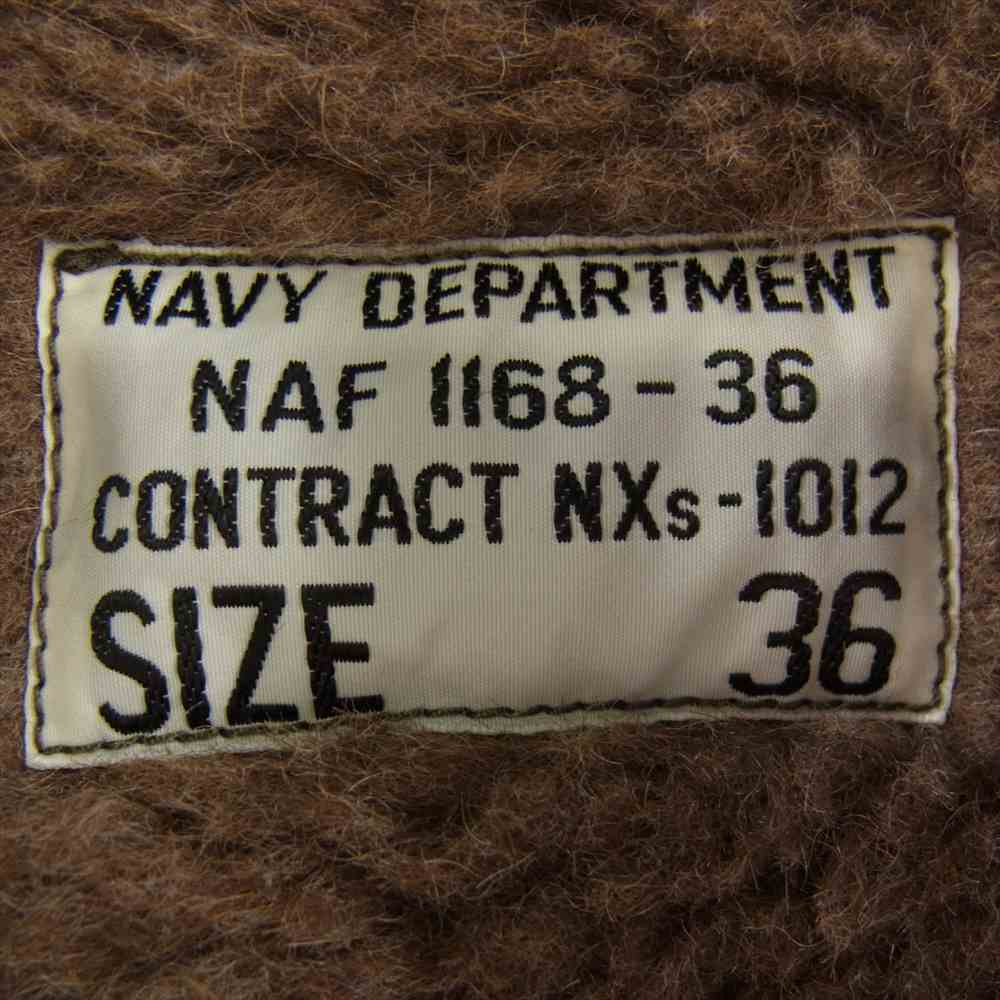 NAVY DEPARTMENT
NAF 1168 - 36
CONTRACT NXs-1012
SIZE 36